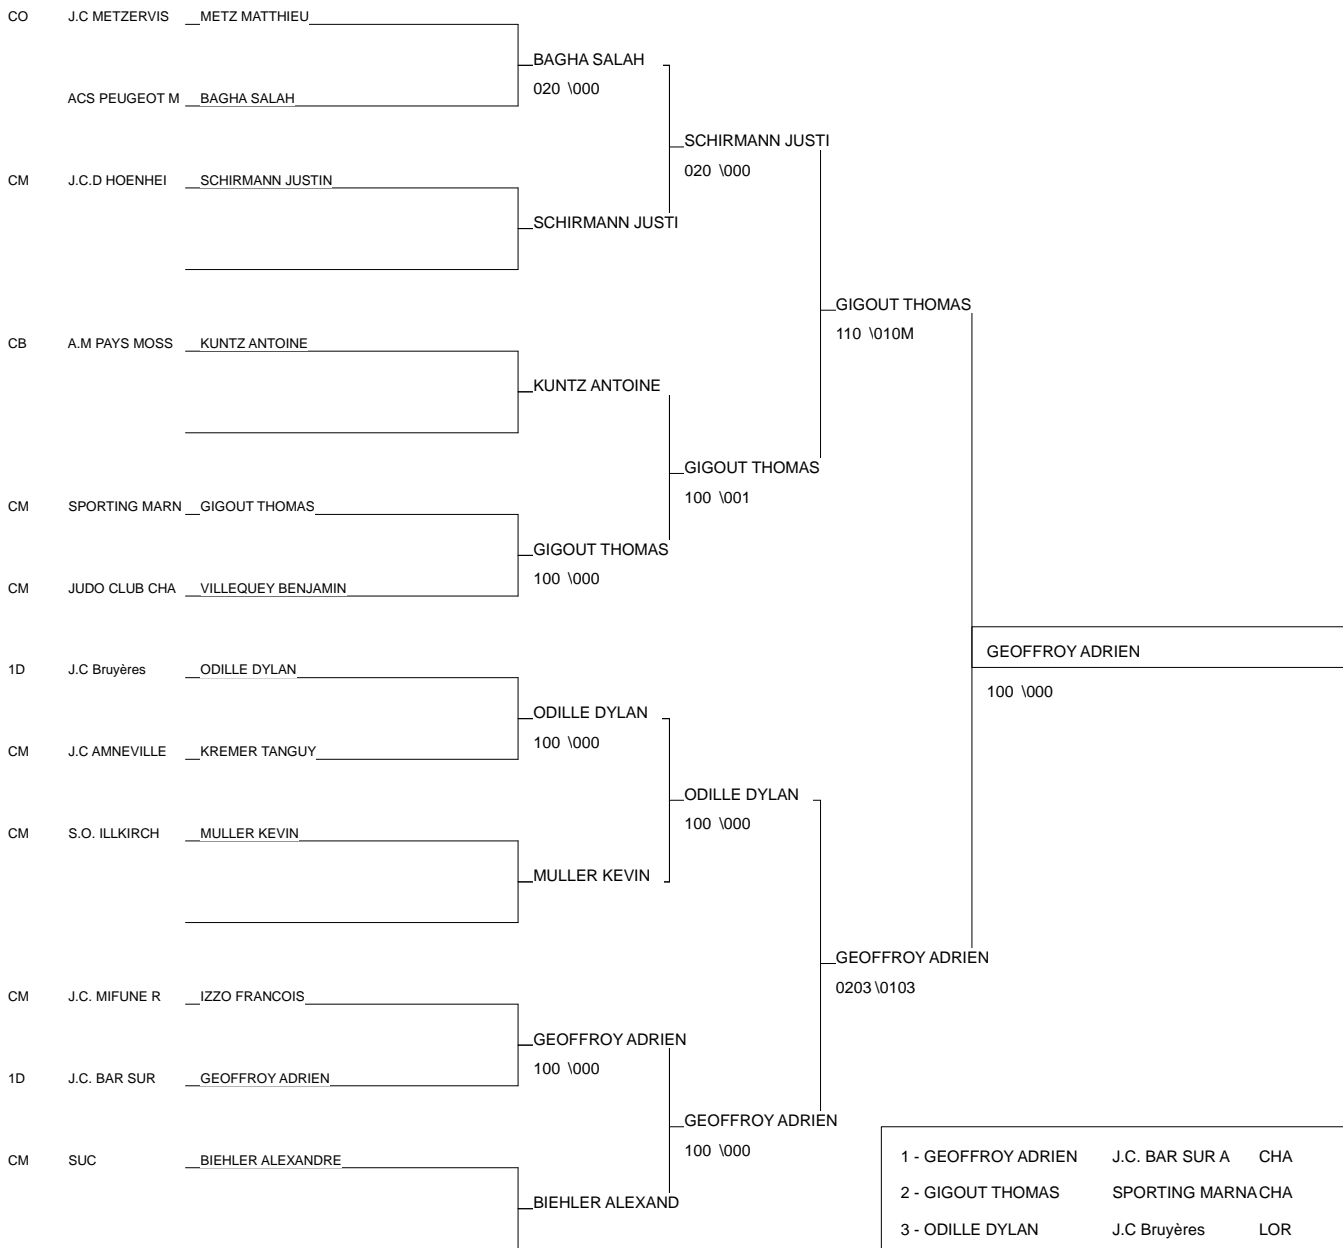 CO J.C METZERVIS METZ MATTHIEU
BAGHA SALAH
020 \000
ACS PEUGEOT M BAGHA SALAH
SCHIRMANN JUSTI
020 \000
CM J.C.D HOENHEI SCHIRMANN JUSTIN
SCHIRMANN JUSTI
GIGOUT THOMAS
110 \010M
CB A.M PAYS MOSS KUNTZ ANTOINE
KUNTZ ANTOINE
GIGOUT THOMAS
100 \001
CM SPORTING MARN GIGOUT THOMAS
GIGOUT THOMAS
100 \000
CM JUDO CLUB CHA VILLEQUEY BENJAMIN
GEOFFROY ADRIEN
100 \000
1D J.C Bruyères ODILLE DYLAN
ODILLE DYLAN
100 \000
CM J.C AMNEVILLE KREMER TANGUY
ODILLE DYLAN
100 \000
CM S.O. ILLKIRCH MULLER KEVIN
MULLER KEVIN
GEOFFROY ADRIEN
0203 \0103
CM J.C. MIFUNE R IZZO FRANCOIS
GEOFFROY ADRIEN
100 \000
1D J.C. BAR SUR GEOFFROY ADRIEN
GEOFFROY ADRIEN
100 \000
CM SUC BIEHLER ALEXANDRE
BIEHLER ALEXAND
1 - GEOFFROY ADRIEN J.C. BAR SUR A CHA
2 - GIGOUT THOMAS SPORTING MARNA CHA
3 - ODILLE DYLAN J.C Bruyères LOR